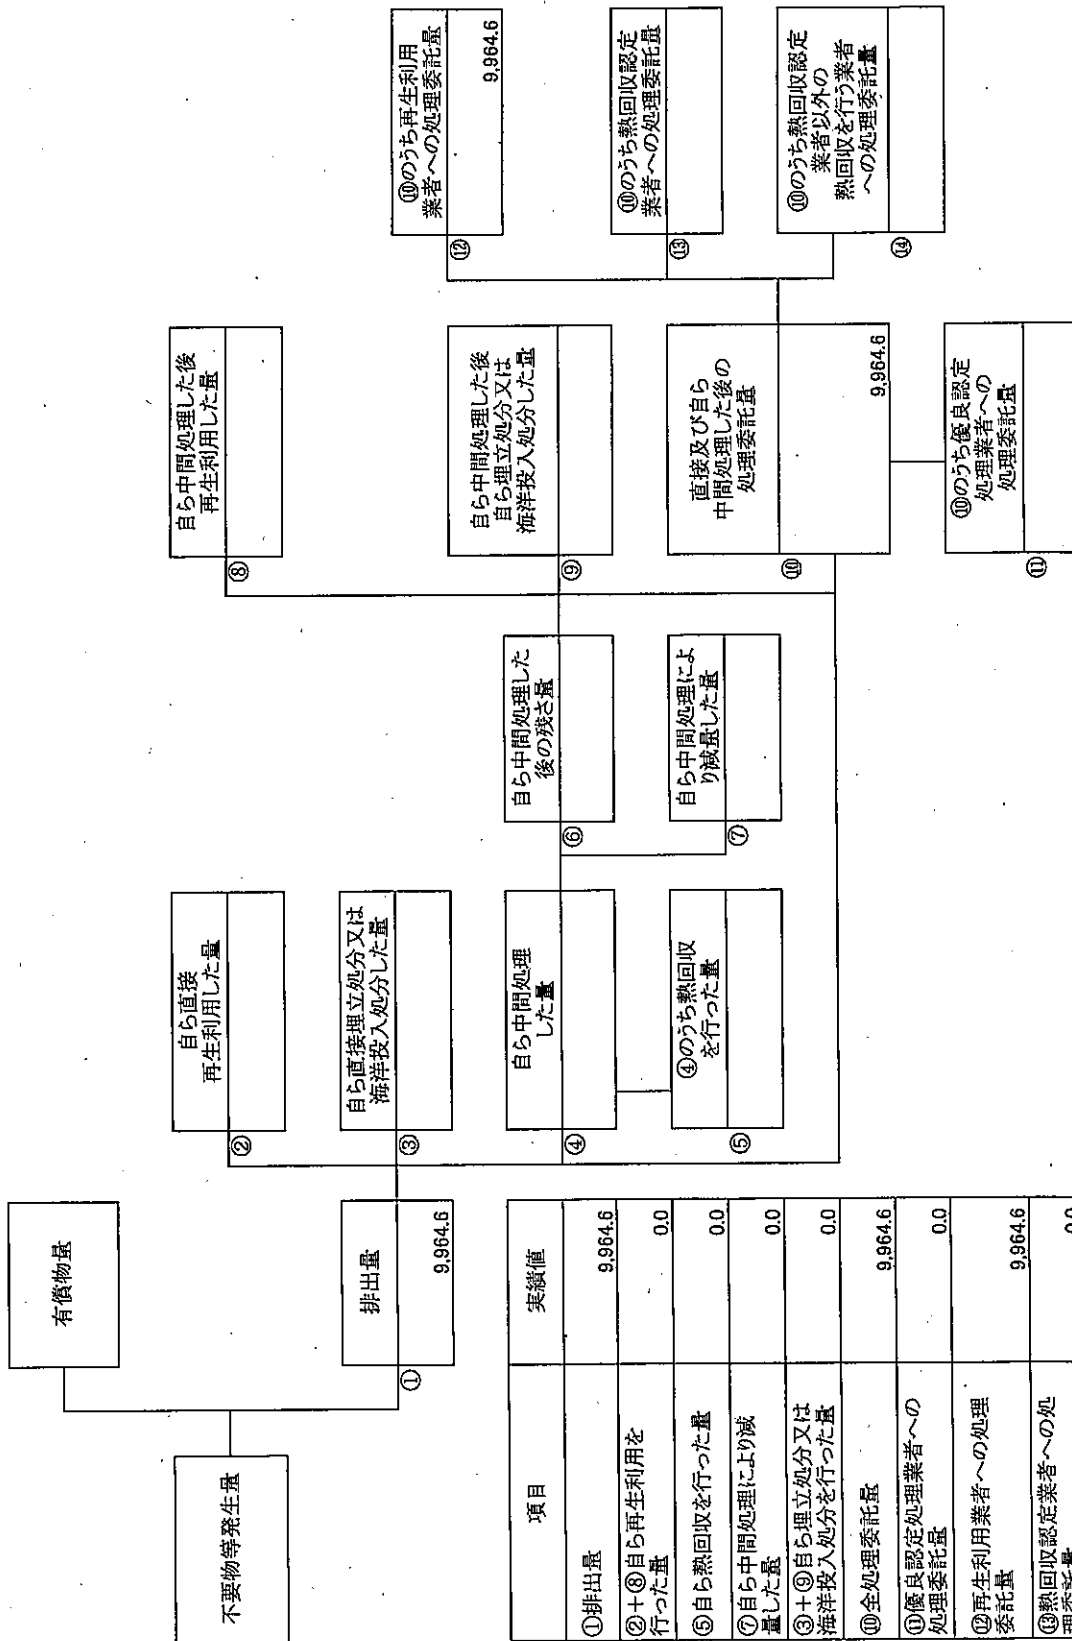 不要物等発生量
有償物量
排出量
①
9,964.6
自ら直接
再生利用した量
②
自ら直接埋立処分又は
海洋投入処分した量
③
自ら中間処理
した量
④
④のうち熱回収
を行った量
⑤
自ら中間処理した
後の残さ量
⑥
自ら中間処理によ
り減量した量
⑦
自ら中間処理した後
再生利用した量
⑧
自ら中間処理した後
自ら埋立処分又は
海洋投入処分した量
⑨
直接及び自ら
中間処理した後の
処理委託量
⑩
9,964.6
⑩のうち優良認定
処理業者への
処理委託量
⑪
⑩のうち再生利用
業者への処理委託量
⑫
9,964.6
⑩のうち熱回収認定
業者への処理委託量
⑬
⑩のうち熱回収認定
業者以外の
熱回収を行う業者
への処理委託量
⑭
項目 実績値
①排出量 9,964.6
②+⑧自ら再生利用を
行った量 0.0
⑤自ら熱回収を行った量 0.0
⑦自ら中間処理により減
量した量 0.0
③+⑨自ら埋立処分又は
海洋投入処分を行った量 0.0
⑩全処理委託量 9,964.6
⑪優良認定処理業者への
処理委託量 0.0
⑫再生利用業者への処理
委託量 9,964.6
⑬熱回収認定業者への処
理委託量 0.0